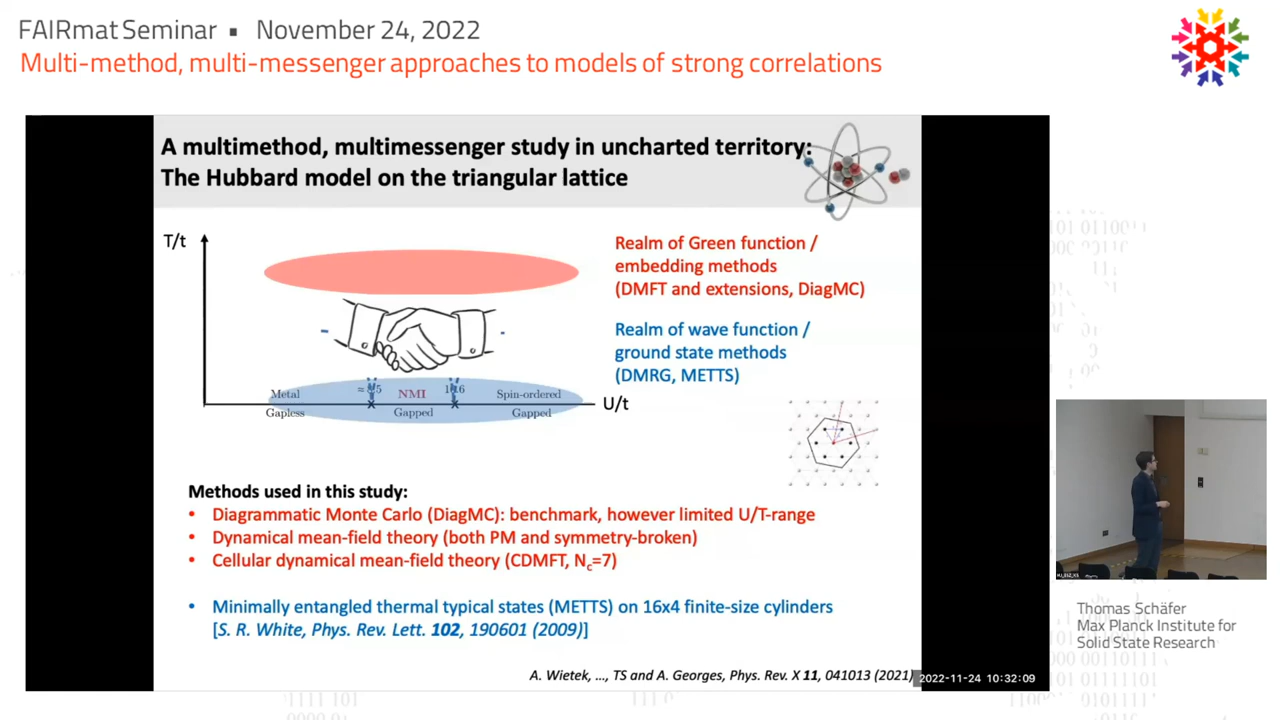 FAIRmat Seminar ▪ November 24, 2022
Multi-method, multi-messenger approaches to models of strong correlations
A multimethod, multimessenger study in uncharted territory:
The Hubbard model on the triangular lattice
T/t
Realm of Green function /
embedding methods
(DMFT and extensions, DiagMC)
Realm of wave function /
ground state methods
(DMRG, METTS)
Metal
NMI
Spin-ordered
Gapless
Gapped
Gapped
U/t
Methods used in this study:
• Diagrammatic Monte Carlo (DiagMC): benchmark, however limited U/T-range
• Dynamical mean-field theory (both PM and symmetry-broken)
• Cellular dynamical mean-field theory (CDMFT, Nc=7)
• Minimally entangled thermal typical states (METTS) on 16x4 finite-size cylinders
[S. R. White, Phys. Rev. Lett. 102, 190601 (2009)]
A. Wietek, ..., TS and A. Georges, Phys. Rev. X 11, 041013 (2021)
2022-11-24 10:32:09
Thomas Schäfer
Max Planck Institute for
Solid State Research